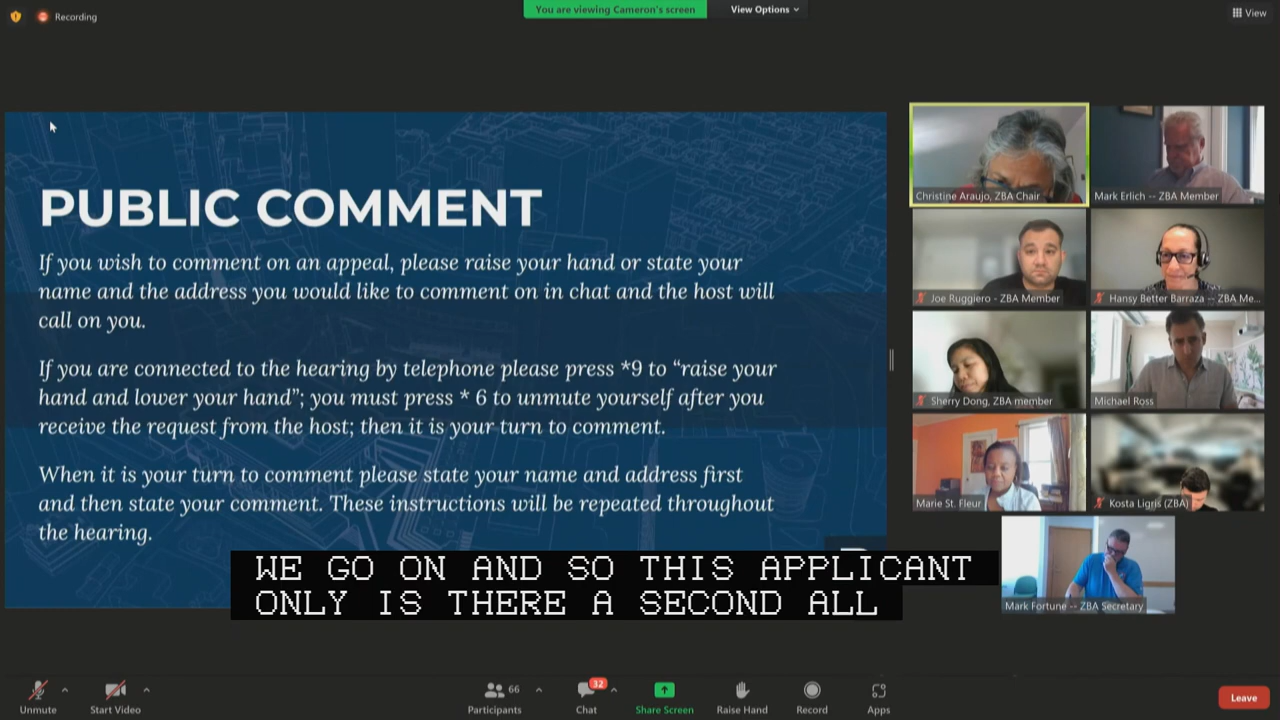 Recording
You are viewing Cameron's screen
View Options
View
PUBLIC COMMENT
If you wish to comment on an appeal, please raise your hand or state your
name and the address you would like to comment on in chat and the host will
call on you.
If you are connected to the hearing by telephone please press *9 to “raise your
hand and lower your hand”; you must press * 6 to unmute yourself after you
receive the request from the host; then it is your turn to comment.
When it is your turn to comment please state your name and address first
and then state your comment. These instructions will be repeated throughout
the hearing.
WE GO ON AND SO THIS APPLICANT
ONLY IS THERE A SECOND ALL
Christine Araujo, ZBA Chair
Mark Erlich -- ZBA Member
Joe Ruggiero - ZBA Member
Hansy Better Barraza -- ZBA Me...
Sherry Dong, ZBA member
Michael Ross
Marie St. Fleur
Kosta Ligris (ZBA)
Mark Fortune -- ZBA Secretary
Unmute
Start Video
66
Participants
32
Chat
Share Screen
Raise Hand
Record
Apps
Leave